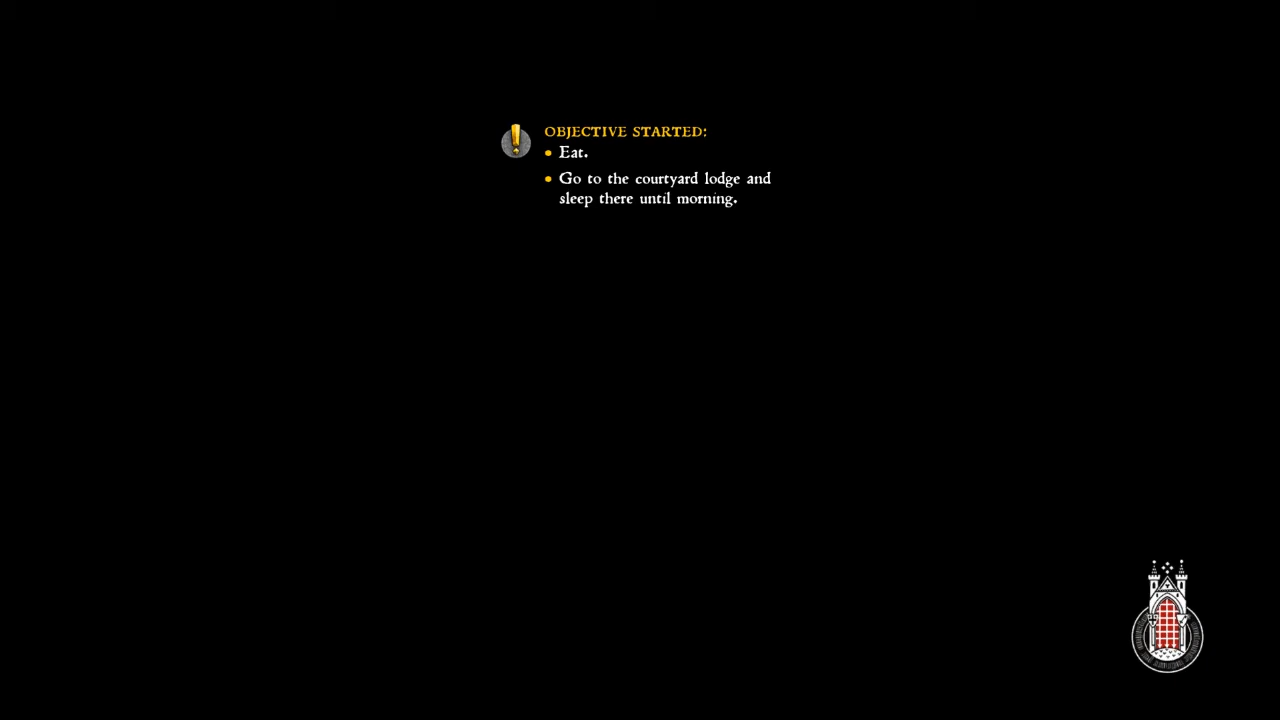 OBJECTIVE STARTED:
Eat.
Go to the courtyard lodge and
sleep there until morning.